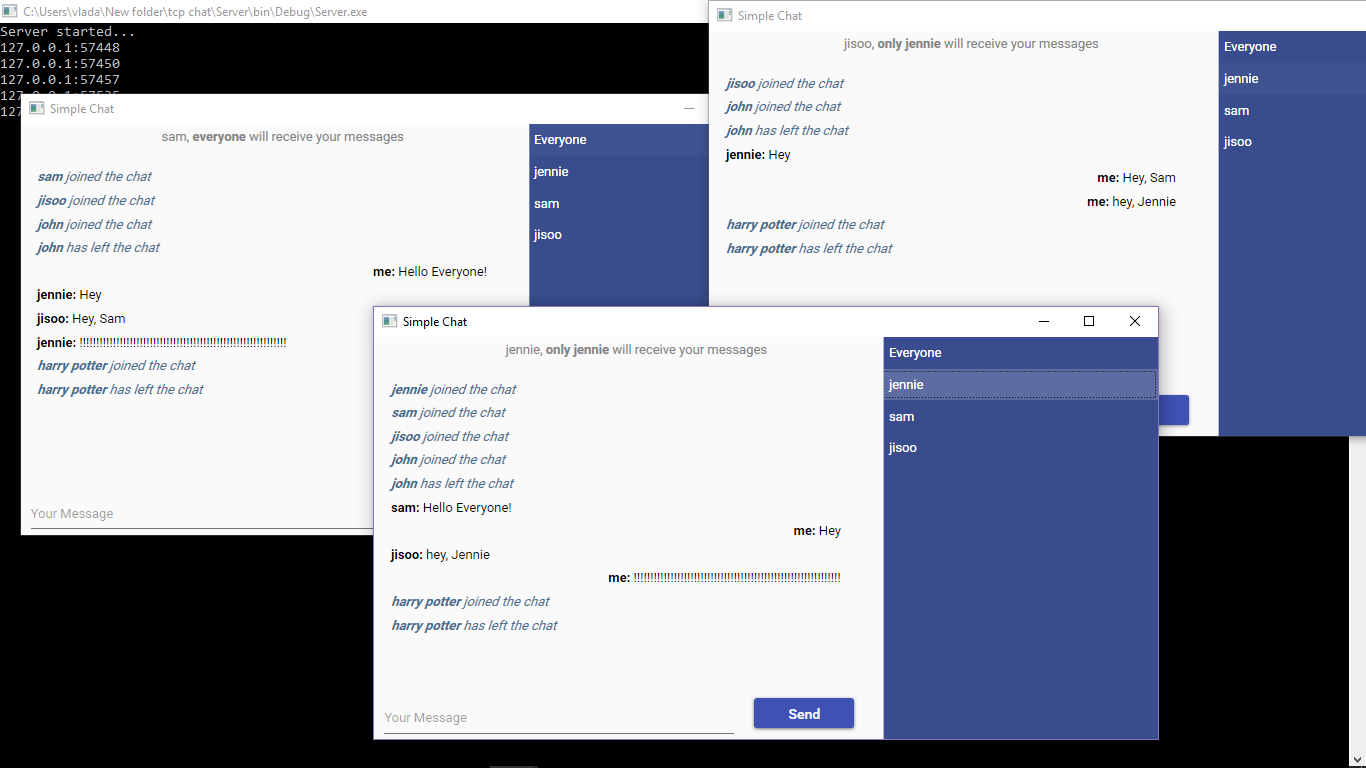 C:\Users\vlada\New folder\tcp chat\Server\bin\Debug\Server.exe
Server started...
127.0.0.1:57448
127.0.0.1:57450
127.0.0.1:57457
Simple Chat
jisoo, only jennie will receive your messages
jisoo joined the chat
john joined the chat
john has left the chat
jennie: Hey
me: Hey, Sam
me: hey, Jennie
harry potter joined the chat
harry potter has left the chat
Everyone
jennie
sam
jisoo
Simple Chat
sam, everyone will receive your messages
sam joined the chat
jisoo joined the chat
john joined the chat
john has left the chat
me: Hello Everyone!
jennie: Hey
jisoo: Hey, Sam
jennie:
harry potter joined the chat
harry potter has left the chat
Your Message
Everyone
jennie
sam
jisoo
Simple Chat
jennie, only jennie will receive your messages
jennie joined the chat
sam joined the chat
jisoo joined the chat
john joined the chat
john has left the chat
sam: Hello Everyone!
me: Hey
jisoo: hey, Jennie
me:
harry potter joined the chat
harry potter has left the chat
Your Message
Send
Everyone
jennie
sam
jisoo